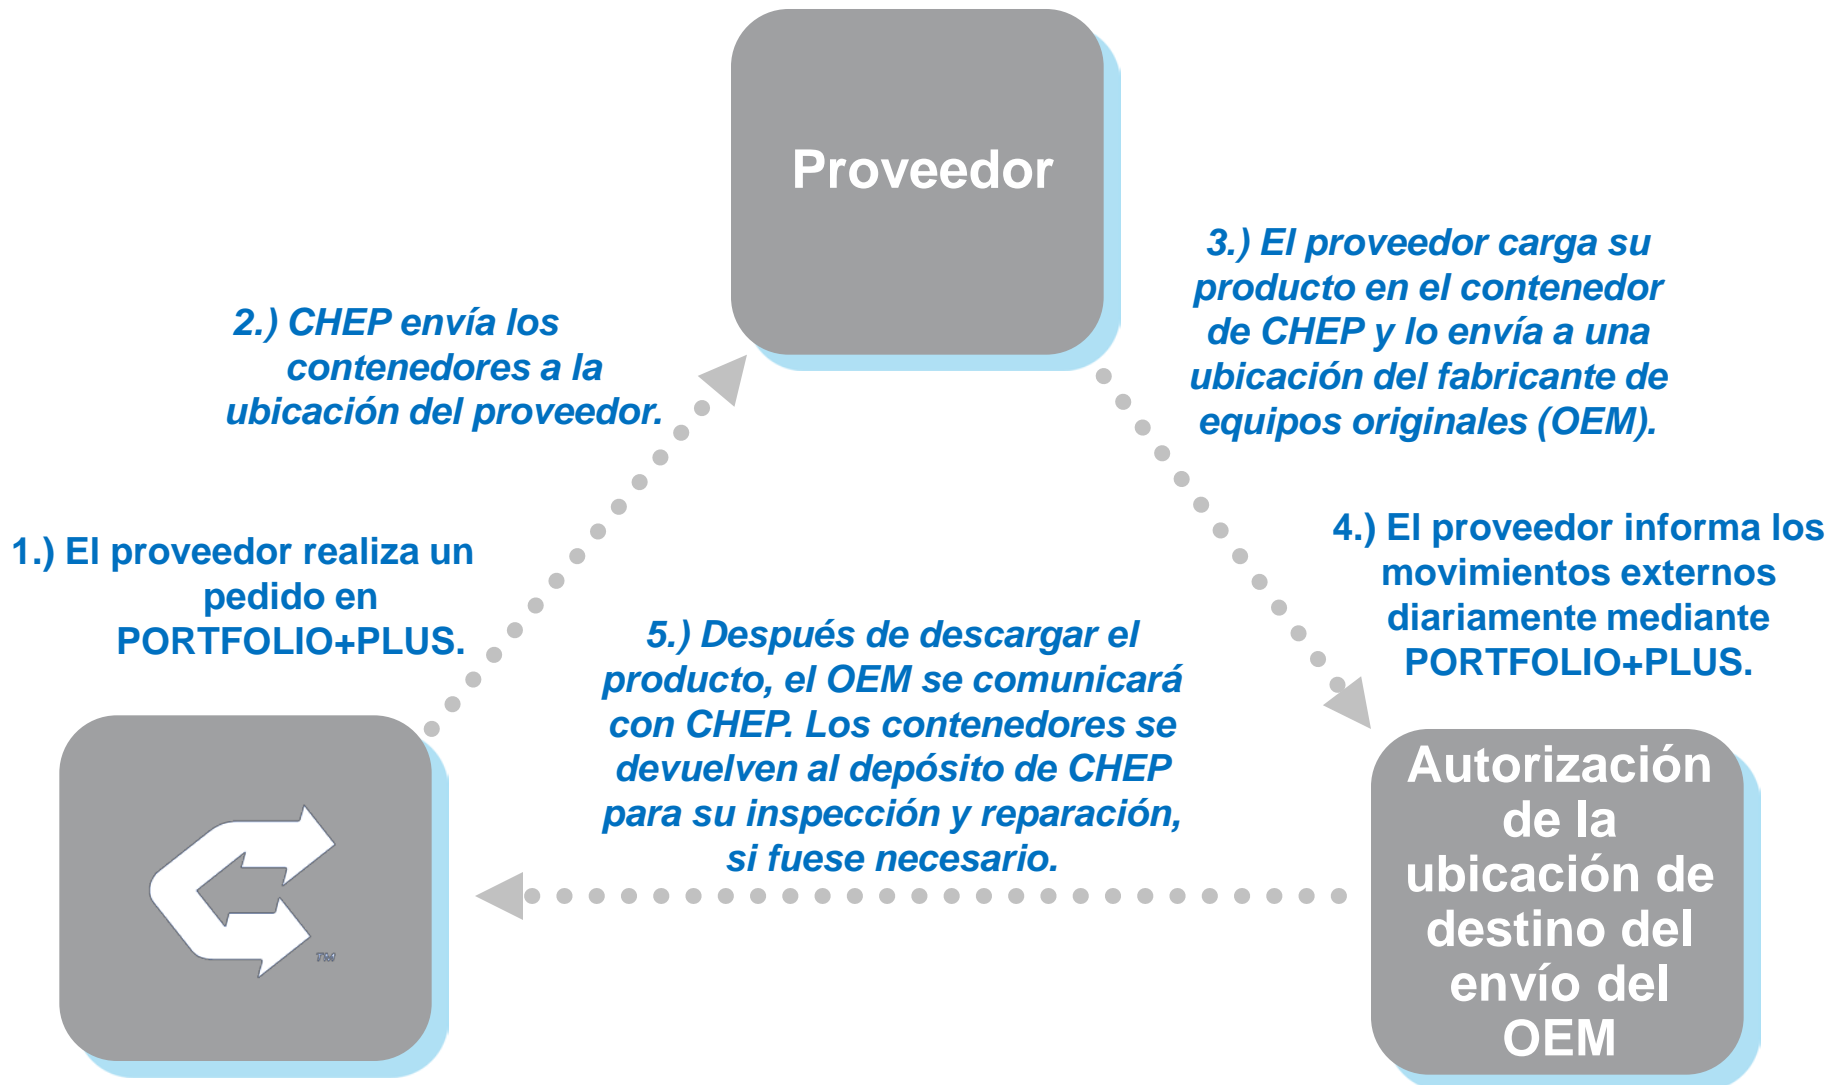 Proveedor
2.) CHEP envía los
contenedores a la
ubicación del proveedor.
3.) El proveedor carga su
producto en el contenedor
de CHEP y lo envía a una
ubicación del fabricante de
equipos originales (OEM).
1.) El proveedor realiza un
pedido en
PORTFOLIO+PLUS.
4.) El proveedor informa los
movimientos externos
diariamente mediante
PORTFOLIO+PLUS.
5.) Después de descargar el
producto, el OEM se comunicará
con CHEP. Los contenedores se
devuelven al depósito de CHEP
para su inspección y reparación,
si fuese necesario.
TM
Autorización
de la
ubicación de
destino del
envío del
OEM